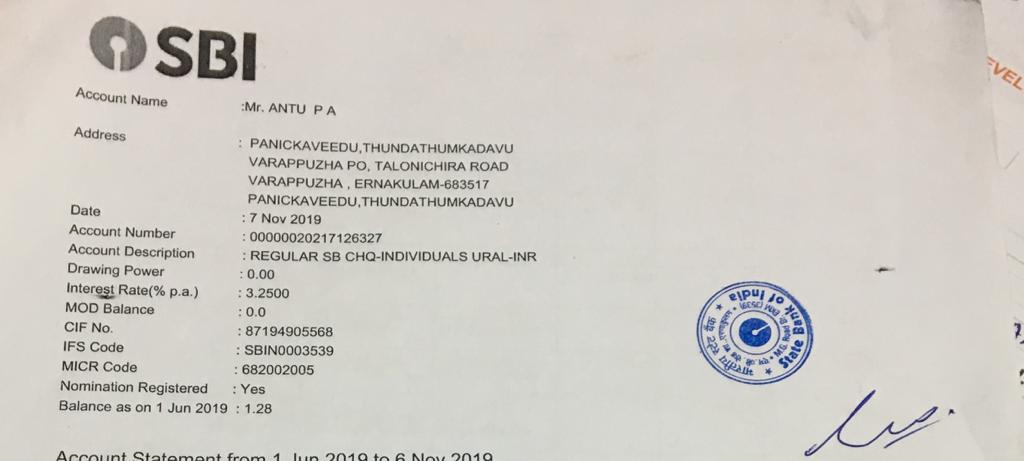 SBI
Account Name :Mr. ANTU P A
Address : PANICKAVEEDU,THUNDATHUMKADAVU
VARAPPUZHA PO, TALONICHIRA ROAD
VARAPPUZHA , ERNAKULAM-683517
PANICKAVEEDU,THUNDATHUMKADAVU
Date : 7 Nov 2019
Account Number : 00000020217126327
Account Description : REGULAR SB CHQ-INDIVIDUALS URAL-INR
Drawing Power : 0.00
Interest Rate(% p.a.) : 3.2500
MOD Balance : 0.0
CIF No. : 87194905568
IFS Code : SBIN0003539
MICR Code : 682002005
Nomination Registered : Yes
Balance as on 1 Jun 2019 : 1.28
Account Statement from 1 Jun 2019 to 6 Nov 2019
State Bank of India
भारतीय स्टेट बैंक
EVEL